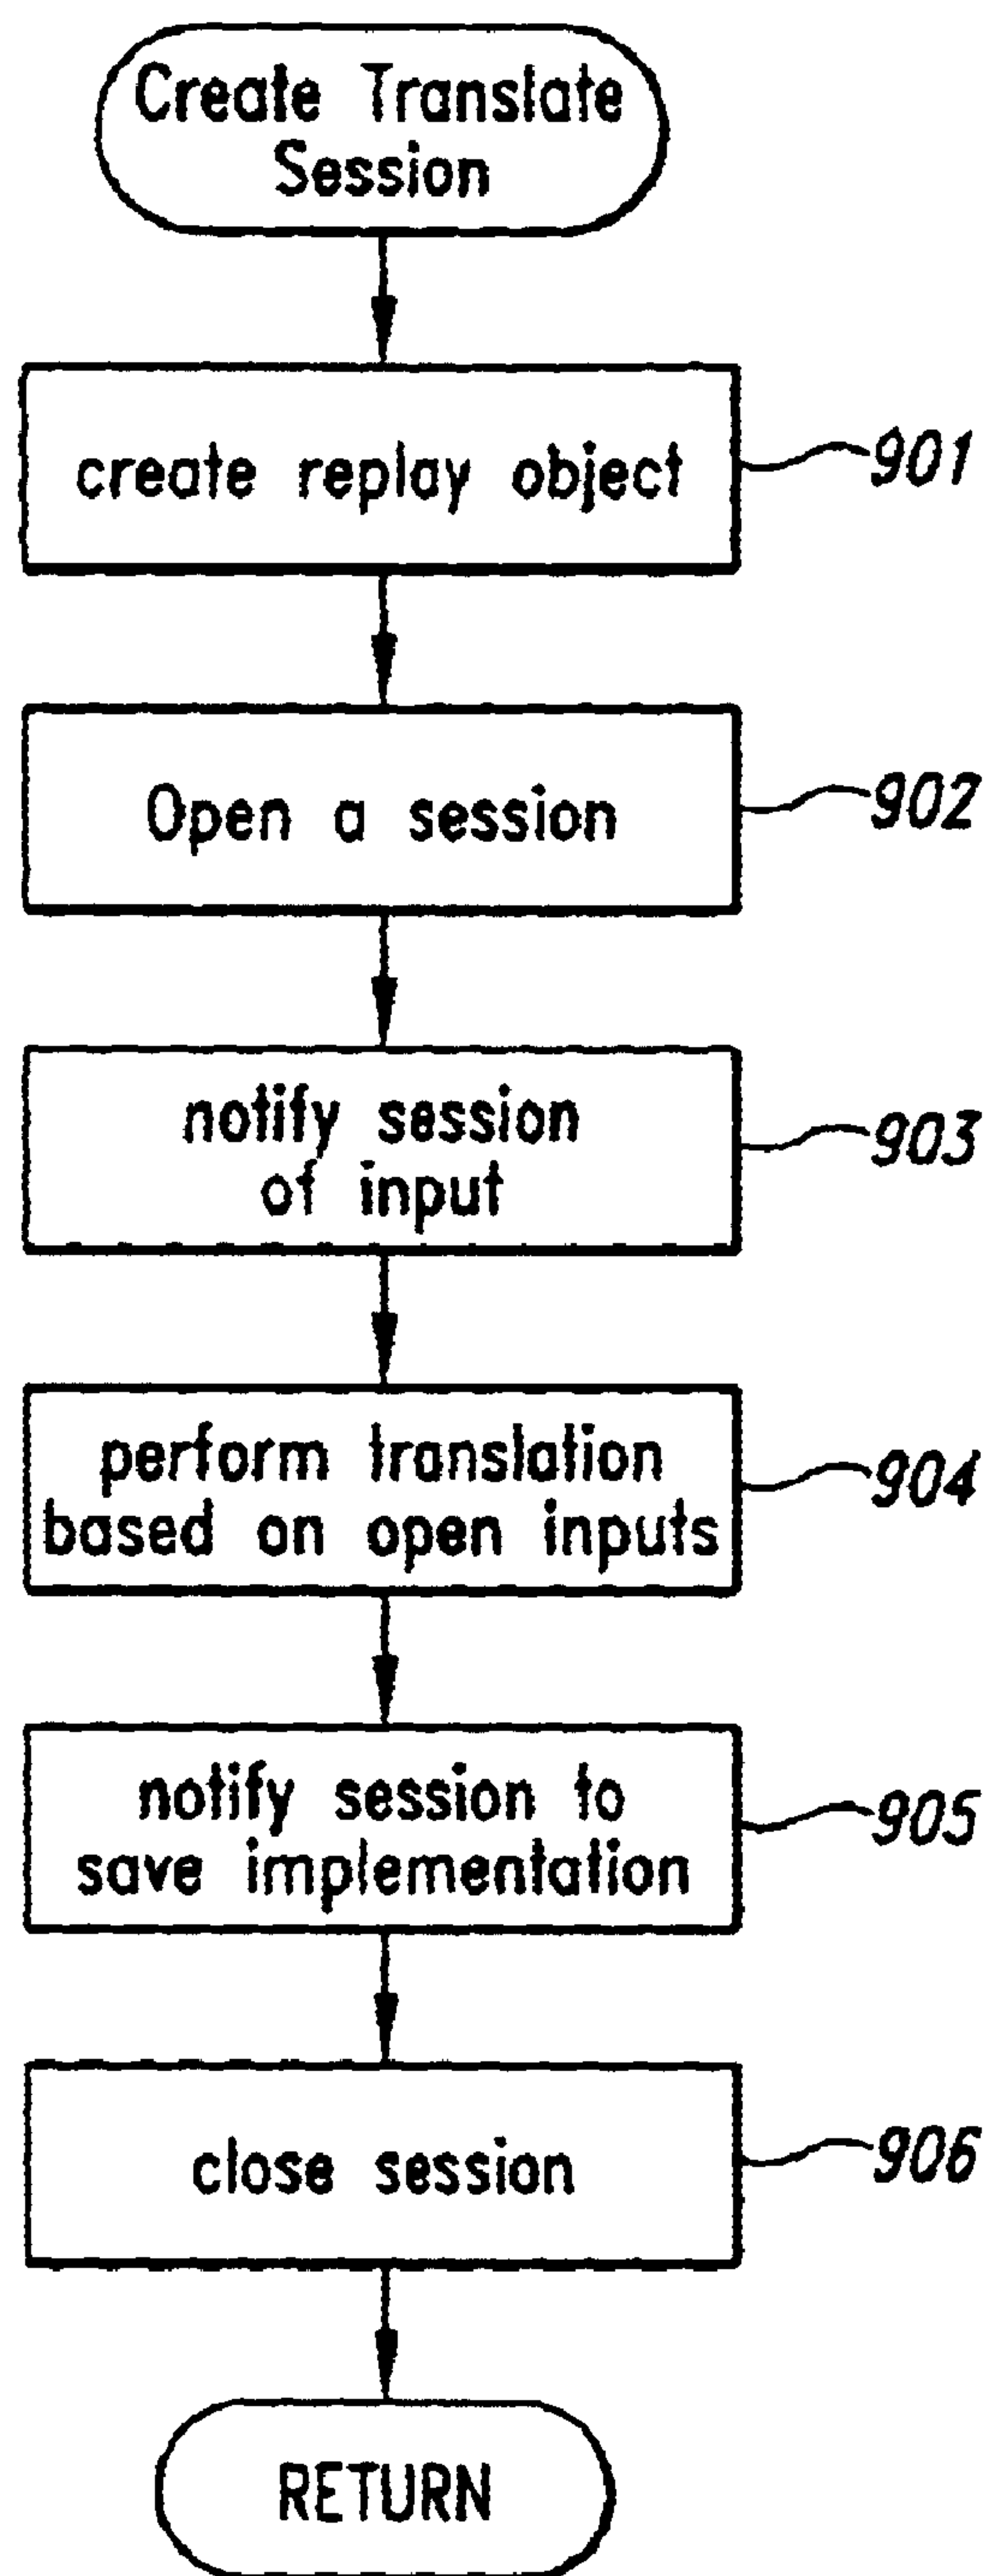 Create Translate
Session
create replay object
901
Open a session
902
notify session
of input
903
perform translation
based on open inputs
904
notify session to
save implementation
905
close session
906
RETURN